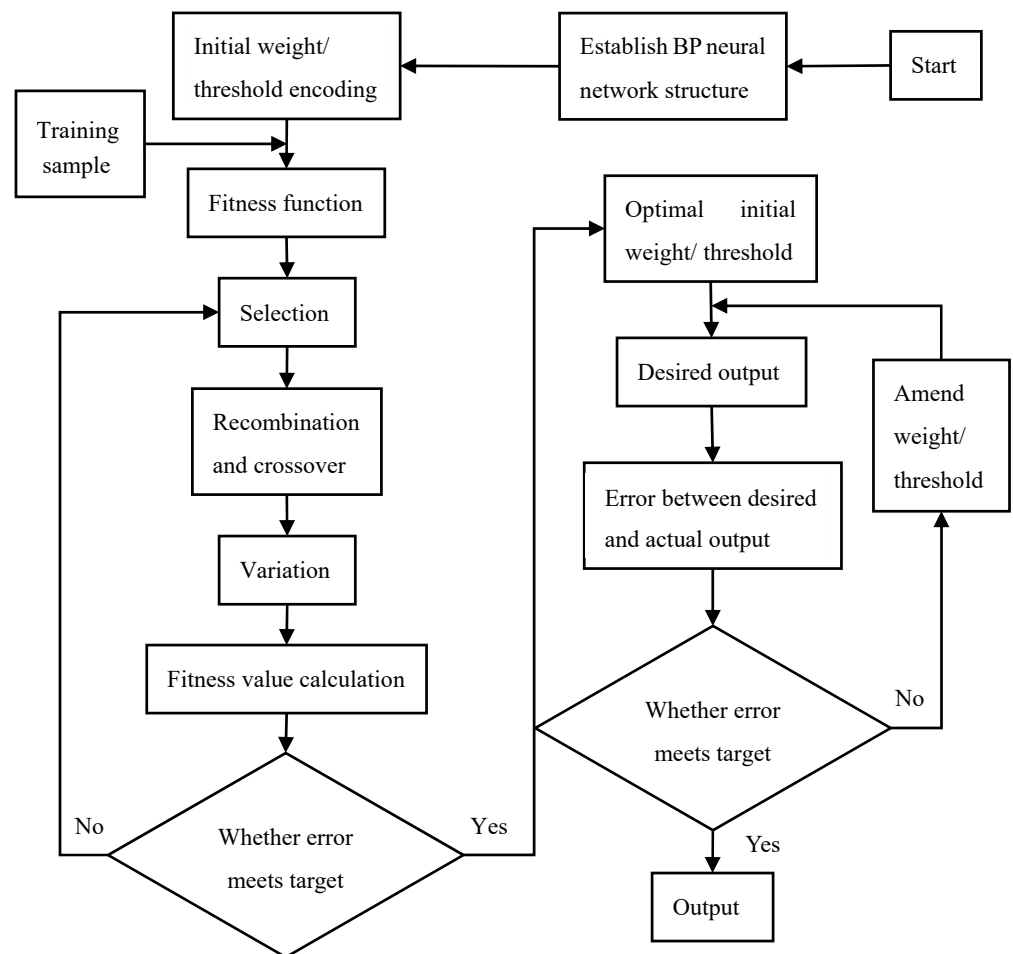 Start
Establish BP neural
network structure
Initial weight/
threshold encoding
Training
sample
Fitness function
Selection
Recombination
and crossover
Variation
Fitness value calculation
Whether error
meets target
No
Yes
Optimal initial
weight/ threshold
Desired output
Error between desired
and actual output
Whether error
meets target
No
Amend
weight/
threshold
Yes
Output